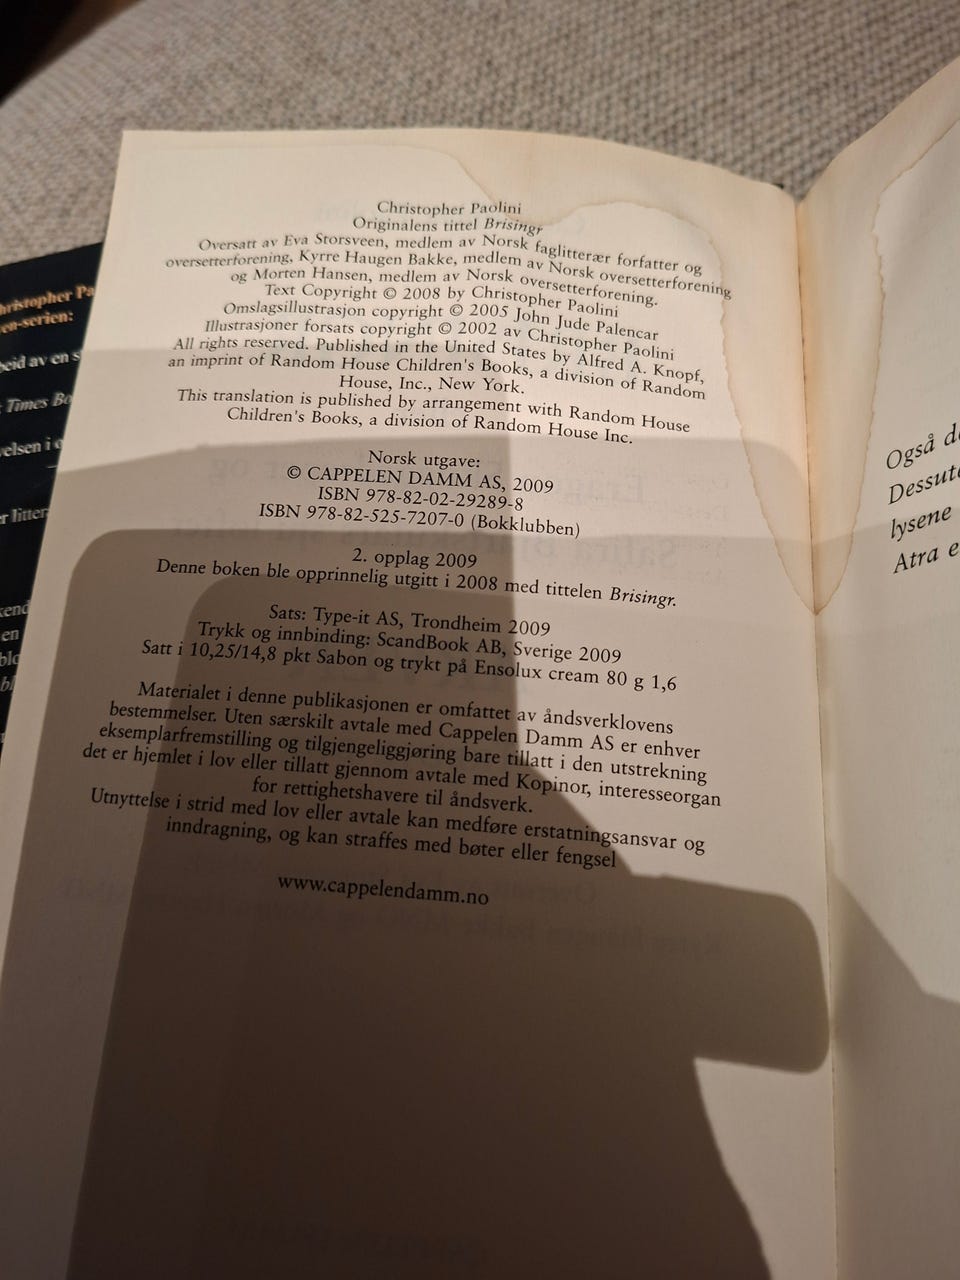 Christopher Paolini
Originalens tittel Brisingr
Oversatt av Eva Storsveen, medlem av Norsk faglitterær forfatter og
oversetterforening, Kyrre Haugen Bakke, medlem av Norsk oversetterforening
og Morten Hansen, medlem av Norsk oversetterforening.
Text Copyright © 2008 by Christopher Paolini
Omslagsillustrasjon copyright © 2005 John Jude Palencar
Illustrasjoner forsats copyright © 2002 av Christopher Paolini
All rights reserved. Published in the United States by Alfred A. Knopf,
an imprint of Random House Children's Books, a division of Random
House, Inc., New York.
This translation is published by arrangement with Random House
Children's Books, a division of Random House Inc.
Norsk utgave:
© CAPPELEN DAMM AS, 2009
ISBN 978-82-02-29289-8
ISBN 978-82-525-7207-0 (Bokklubben)
2. opplag 2009
Denne boken ble opprinnelig utgitt i 2008 med tittelen Brisingr.
Sats: Type-it AS, Trondheim 2009
Trykk og innbinding: ScandBook AB, Sverige 2009
Satt i 10,25/14,8 pkt Sabon og trykt på Ensolux cream 80 g 1,6
Materialet i denne publikasjonen er omfattet av åndsverklovens
bestemmelser. Uten særskilt avtale med Cappelen Damm AS er enhver
eksemplarfremstilling og tilgjengeliggjøring bare tillatt i den utstrekning
det er hjemlet i lov eller tillatt gjennom avtale med Kopinor, interesseorgan
for rettighetshavere til åndsverk.
Utnyttelse i strid med lov eller avtale kan medføre erstatningsansvar og
inndragning, og kan straffes med bøter eller fengsel
www.cappelendamm.no
Også
Dessut
lysene
Atra